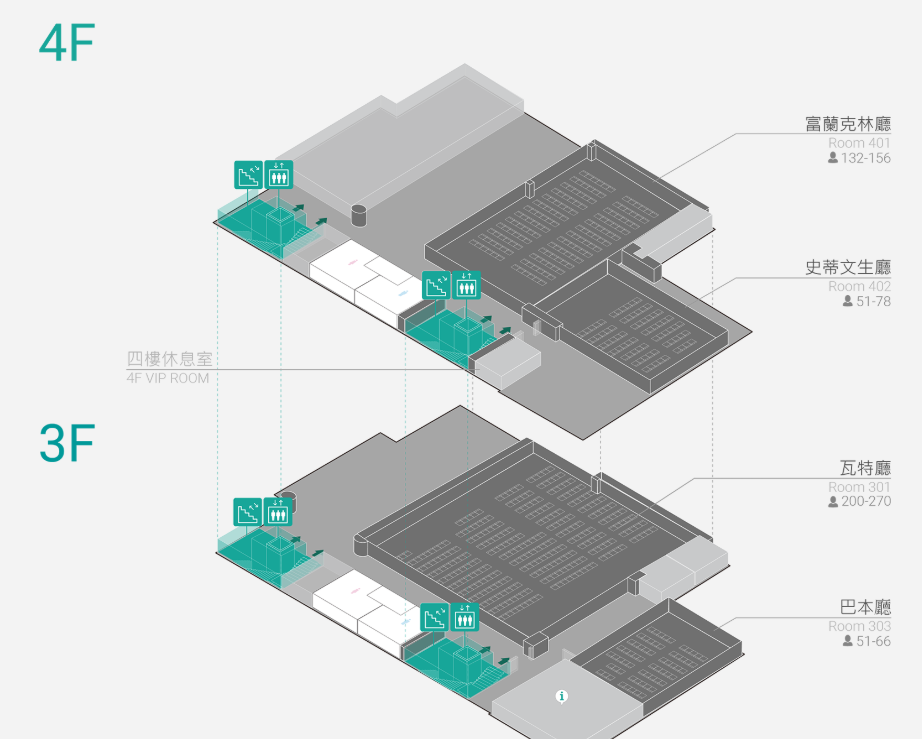 4F
富蘭克林廳
Room 401
132-156
史蒂文生廳
Room 402
51-78
四樓休息室
4F VIP ROOM
3F
瓦特廳
Room 301
200-270
巴本廳
Room 303
51-66
i